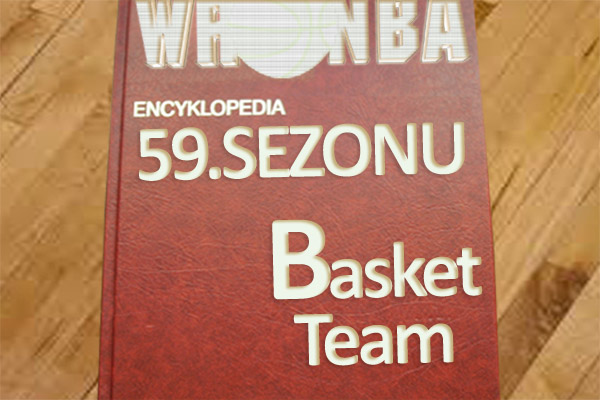 ENCYKLOPEDIA
59.SEZONU
Basket
Team